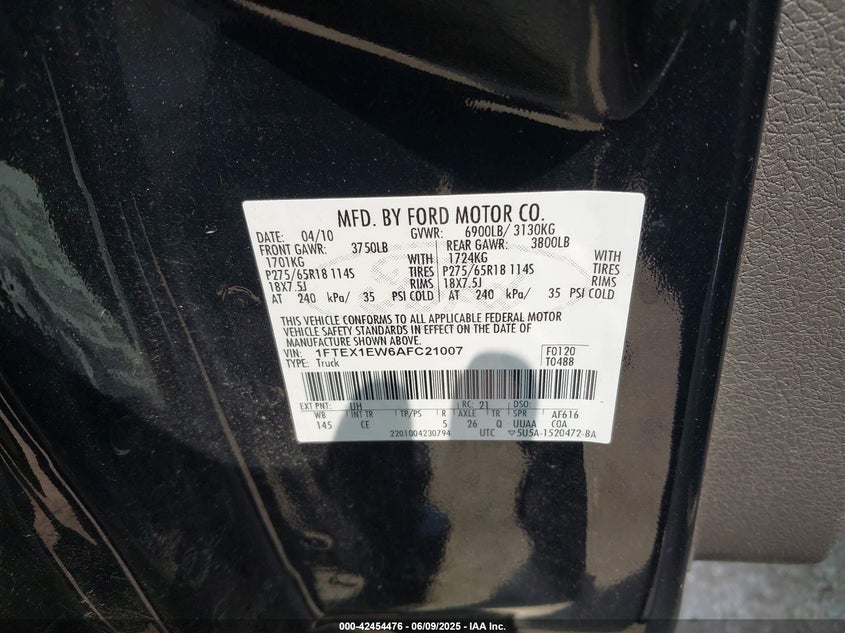 MFD. BY FORD MOTOR CO.
DATE: 04/10 GVWR: 6900LB/ 3130KG
FRONT GAWR: 3750LB REAR GAWR: 3800LB
1701KG WITH 1724KG WITH
P275/65R18 114S TIRES P275/65R18 114S TIRES
18X7.5J RIMS 18X7.5J RIMS
AT 240 kPa/ 35 PSI COLD AT 240 kPa/ 35 PSI COLD
THIS VEHICLE CONFORMS TO ALL APPLICABLE FEDERAL MOTOR
VEHICLE SAFETY STANDARDS IN EFFECT ON THE DATE OF
MANUFACTURE SHOWN ABOVE.
VIN: 1FTEX1EW6AFC21007 F0120
TYPE: Truck T0488
EXT PNT: UH RC: 21 DSO:
WB INT TR TP/PS R AXLE TR SPR AF616
145 CE 5 26 Q UUAA COA
2201004230794 UTC ▽5U5A-1520472-BA
000-42454476 - 06/09/2025 - IAA Inc.